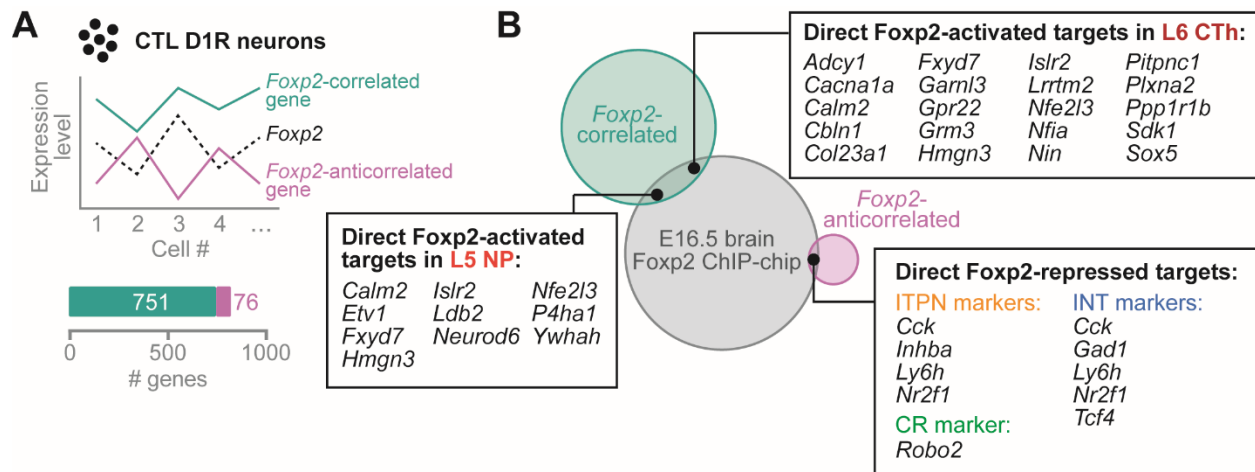 A
CTL D1R neurons
Expression
level
Foxp2-correlated
gene
Foxp2
Foxp2-anticorrelated
gene
1 2 3 4 ...
Cell #
751 76
0 500 1000
# genes
B
Foxp2-
correlated
E16.5 brain
Foxp2 ChIP-chip
Foxp2-
anticorrelated
Direct Foxp2-activated targets in L6 CTh:
Adcy1 Fxyd7 Islr2 Pitpnc1
Cacna1a Garnl3 Lrrtm2 Plxna2
Calm2 Gpr22 Nfe2l3 Ppp1r1b
Cbln1 Grm3 Nfia Sdk1
Col23a1 Hmgn3 Nin Sox5
Direct Foxp2-activated
targets in L5 NP:
Calm2 Islr2 Nfe2l3
Etv1 Ldb2 P4ha1
Fxyd7 Neurod6 Ywhah
Hmgn3
Direct Foxp2-repressed targets:
ITPN markers: INT markers:
Cck Cck
Inhba Gad1
Ly6h Ly6h
Nr2f1 Nr2f1
CR marker: Tcf4
Robo2